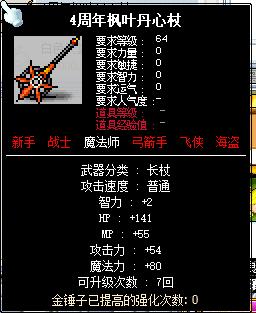 4周年枫叶丹心杖
要求等级 : 64
要求力量 : 0
要求敏捷 : 0
要求智力 : 0
要求运气 : 0
要求人气度 : -
道具等级 : -
道具经验值 : -
新手 战士 魔法师 弓箭手 飞侠 海盗
武器分类 : 长杖
攻击速度 : 普通
智力 : +2
HP : +141
MP : +55
攻击力 : +54
魔法力 : +80
可升级次数 : 7回
金锤子已提高的强化次数: 0